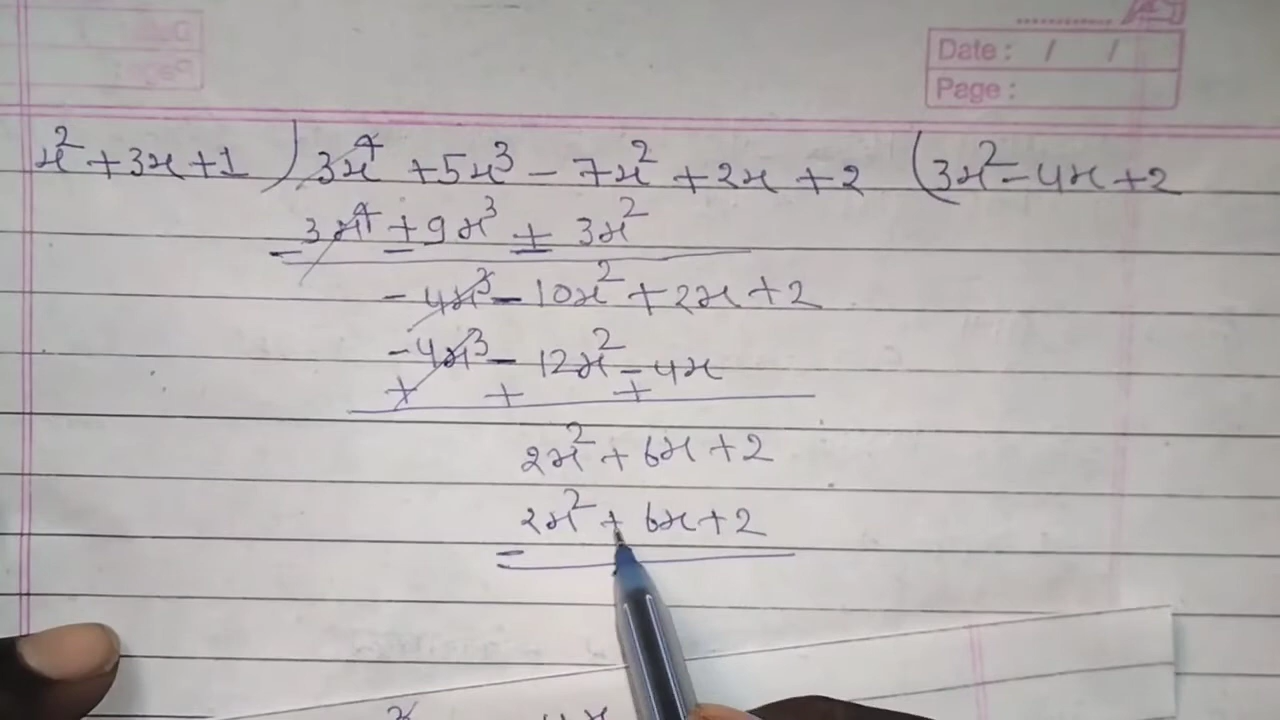 Date : / /
Page :
x² + 3x + 1 ) 3x⁴ + 5x³ - 7x² + 2x + 2 ( 3x² - 4x + 2
3x⁴ + 9x³ + 3x²
- - -
- 4x³ - 10x² + 2x + 2
- 4x³ - 12x² - 4x
+ + +
2x² + 6x + 2
2x² + 6x + 2
-